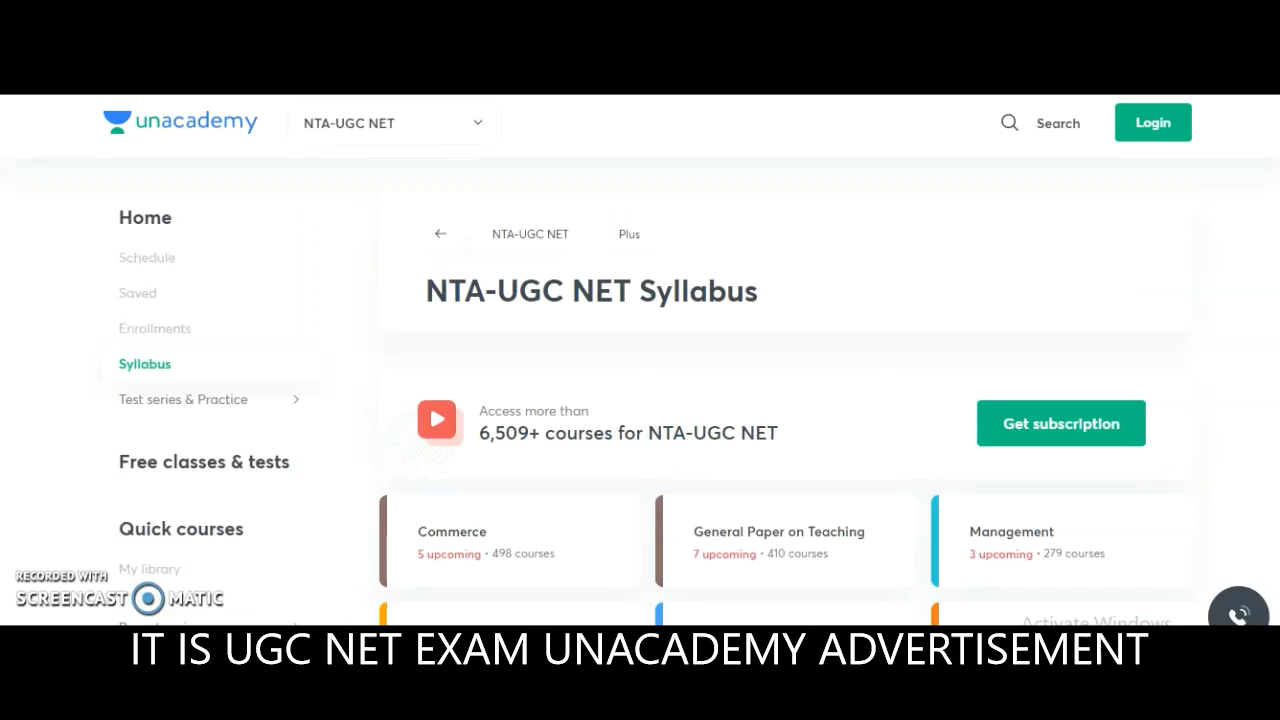 unacademy
NTA-UGC NET
Search
Login
Home
Schedule
Saved
Enrollments
Syllabus
Test series & Practice
Free classes & tests
Quick courses
My library
NTA-UGC NET Plus
NTA-UGC NET Syllabus
Access more than
6,509+ courses for NTA-UGC NET
Get subscription
Commerce
5 upcoming • 498 courses
General Paper on Teaching
7 upcoming • 410 courses
Management
3 upcoming • 279 courses
Activate Windows
RECORDED WITH
SCREENCAST MATIC
IT IS UGC NET EXAM UNACADEMY ADVERTISEMENT